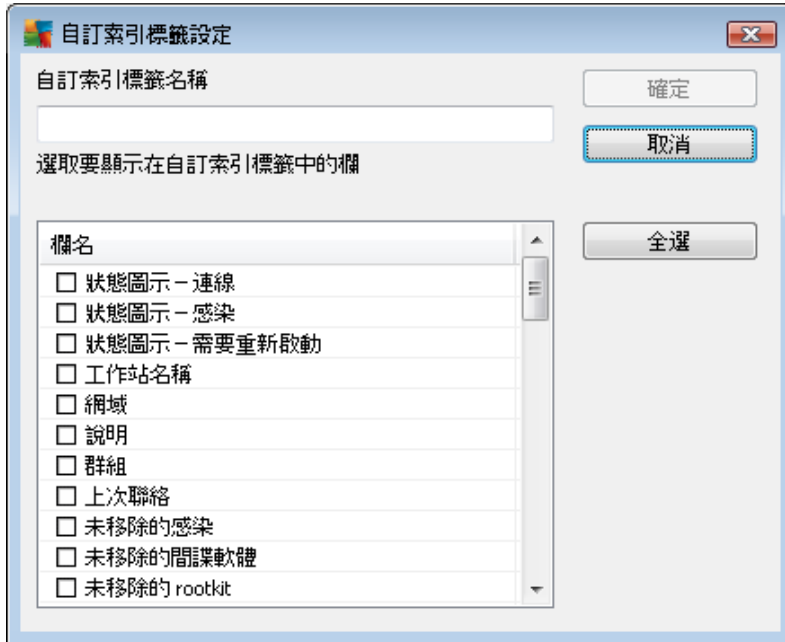 自訂索引標籤設定
自訂索引標籤名稱
確定
取消
選取要顯示在自訂索引標籤中的欄
全選
欄名
狀態圖示－連線
狀態圖示－感染
狀態圖示－需要重新啟動
工作站名稱
網域
說明
群組
上次聯絡
未移除的感染
未移除的間諜軟體
未移除的 rootkit